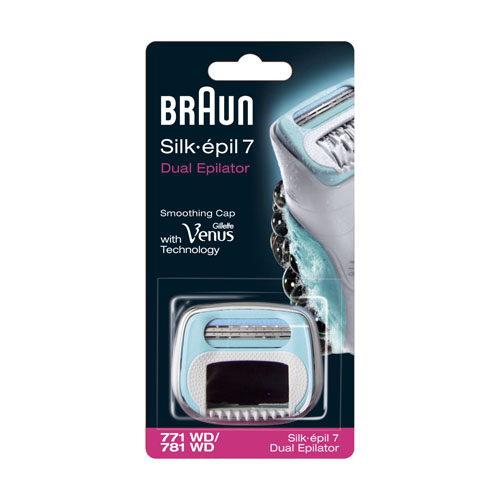 BRAUN
Silk·épil 7
Dual Epilator
Smoothing Cap
Gillette
with Venus
Technology
771 WD/
781 WD
Silk-épil 7
Dual Epilator